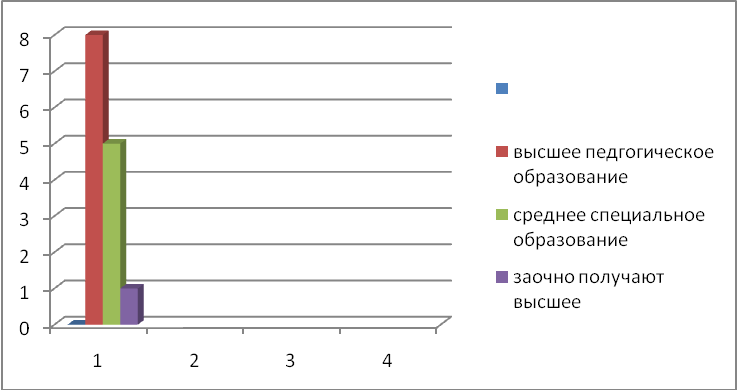 8
7
6
5
4
3
2
1
0
1 2 3 4
высшее педгогическое
образование
среднее специальное
образование
заочно получают
высшее